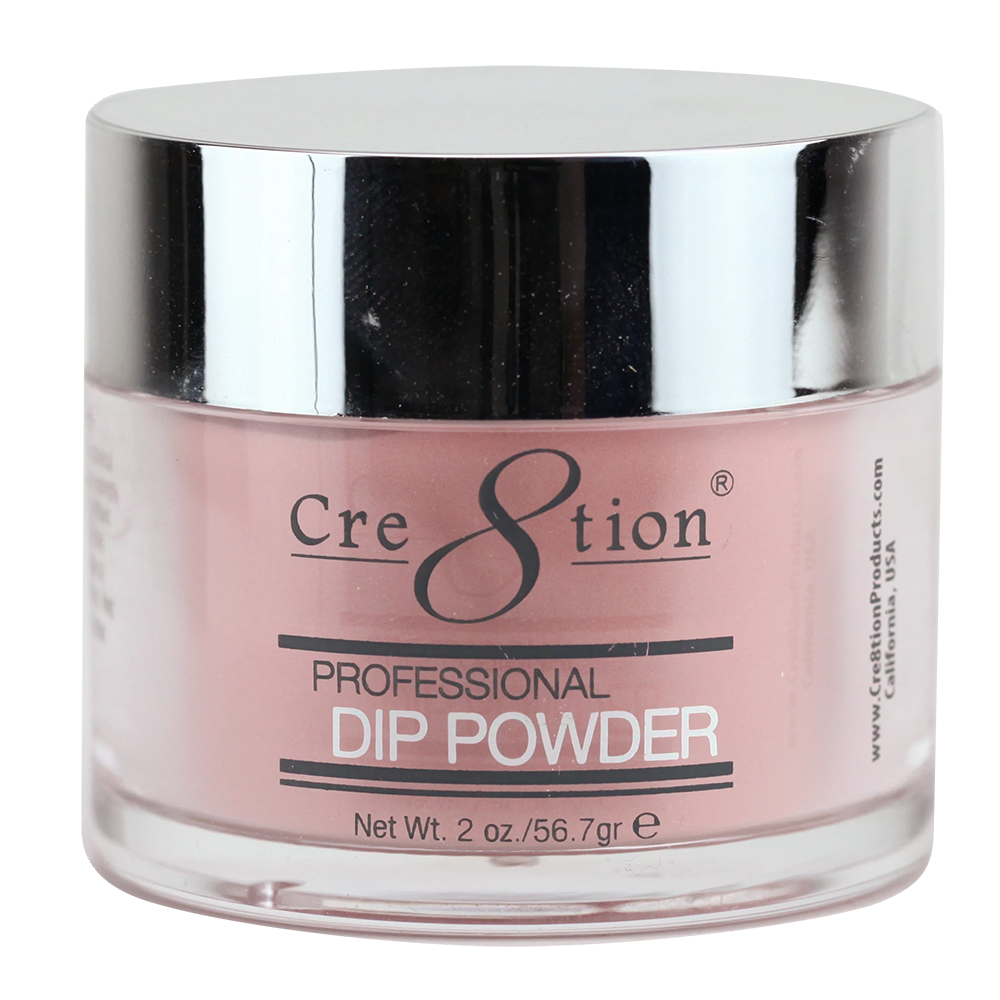 Cre8tion®
PROFESSIONAL
DIP POWDER
Net Wt. 2 oz./56.7gr ℮
www.Cre8tionProducts.com
California, USA